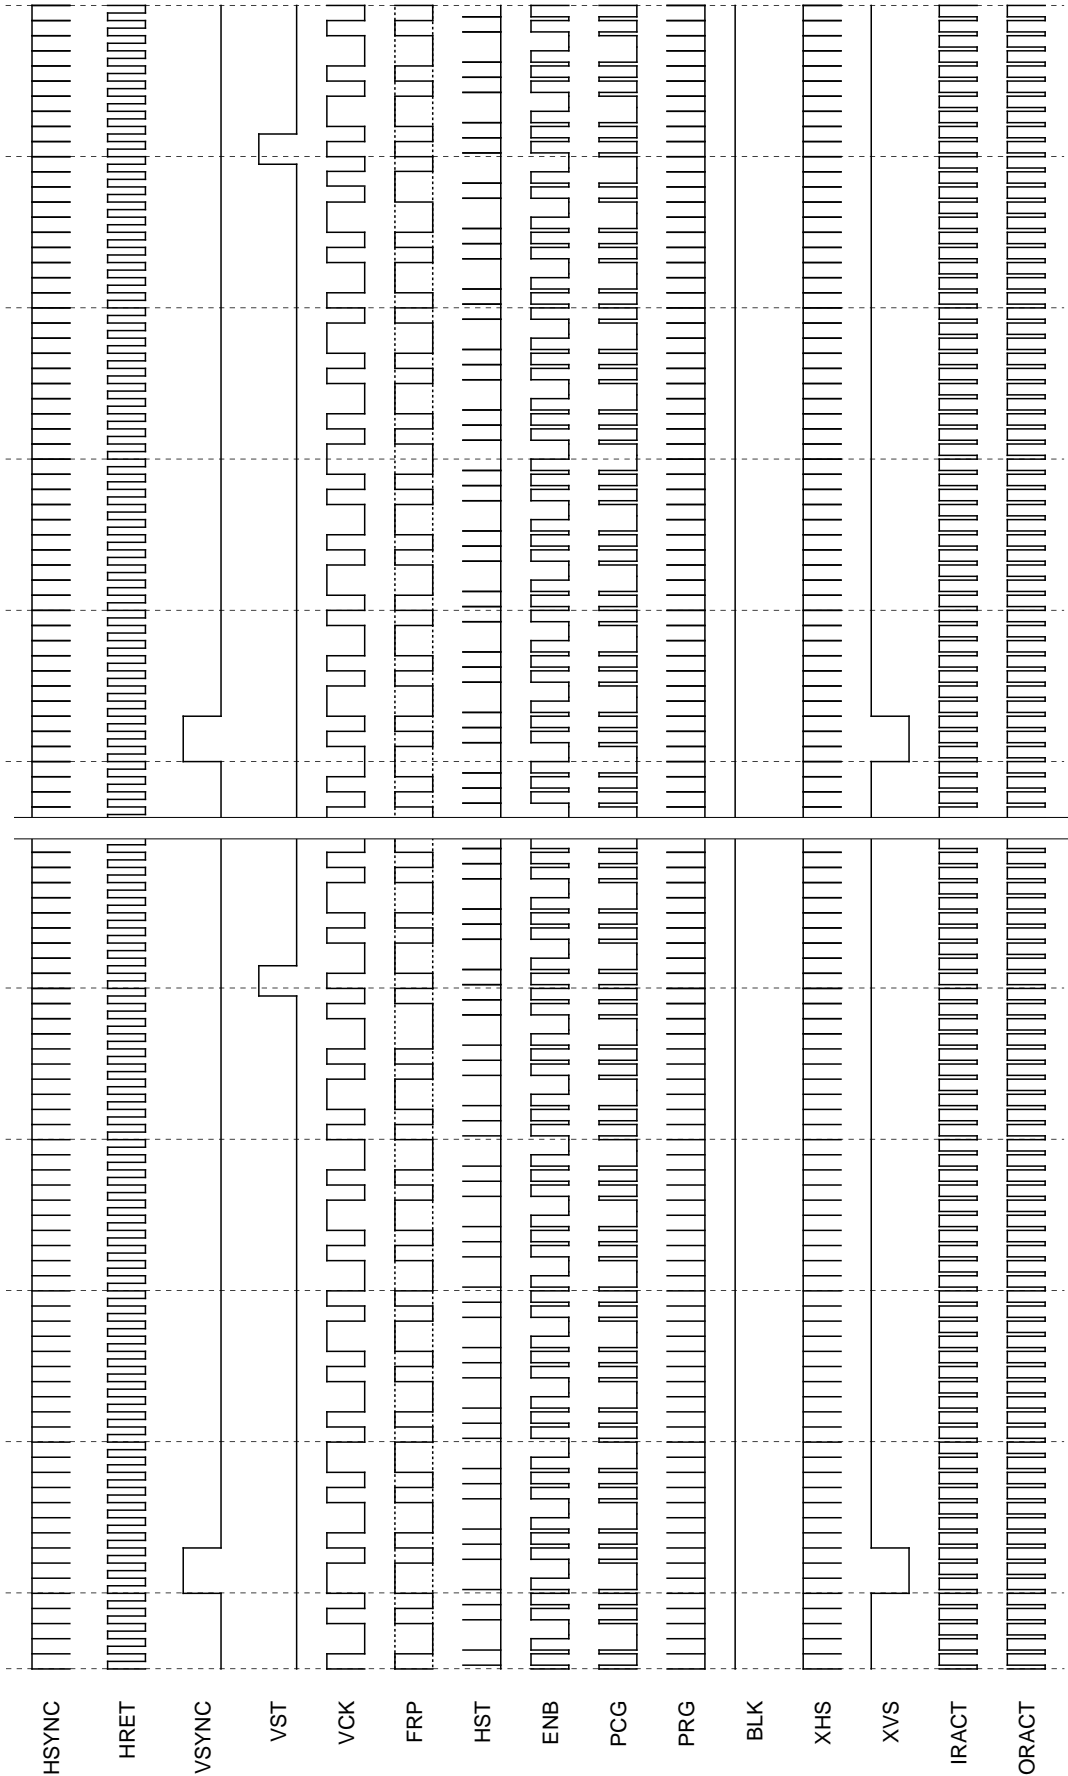 HSYNC
HRET
VSYNC
VST
VCK
FRP
HST
ENB
PCG
PRG
BLK
XHS
XVS
IRACT
ORACT